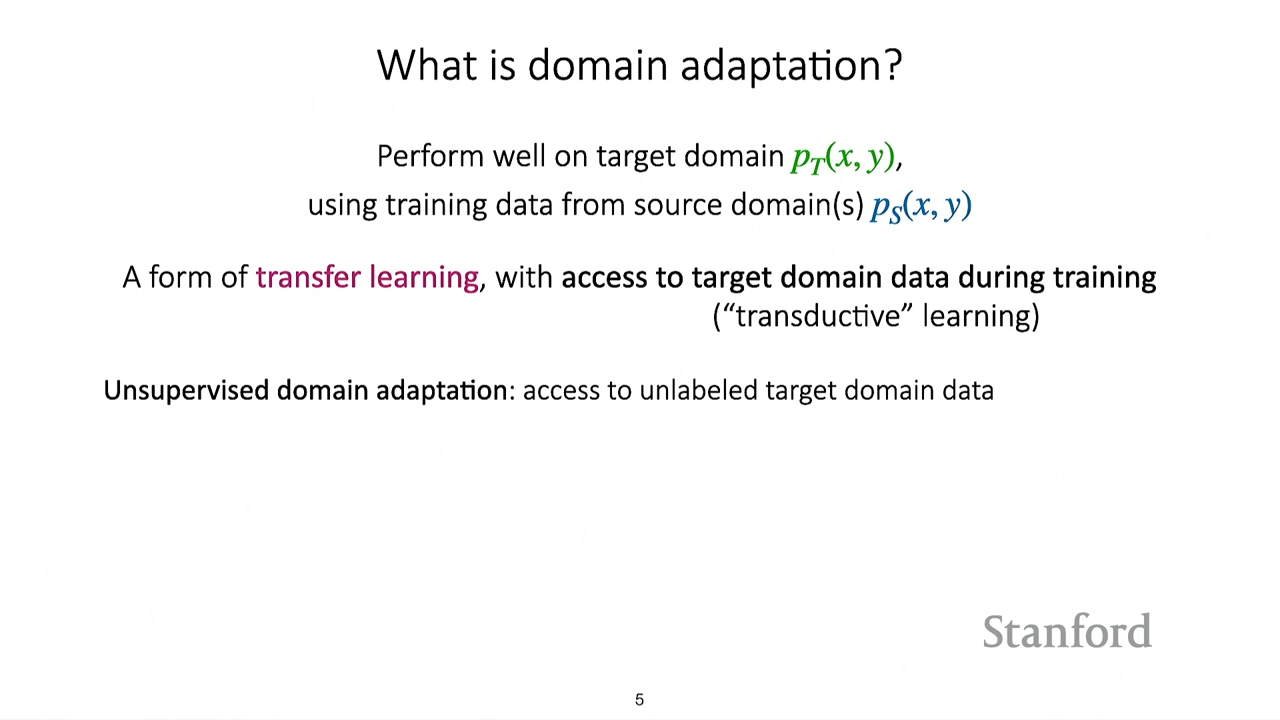 What is domain adaptation?
Perform well on target domain p_T(x, y),
using training data from source domain(s) p_S(x, y)
A form of transfer learning, with access to target domain data during training
(“transductive” learning)
Unsupervised domain adaptation: access to unlabeled target domain data
Stanford
5